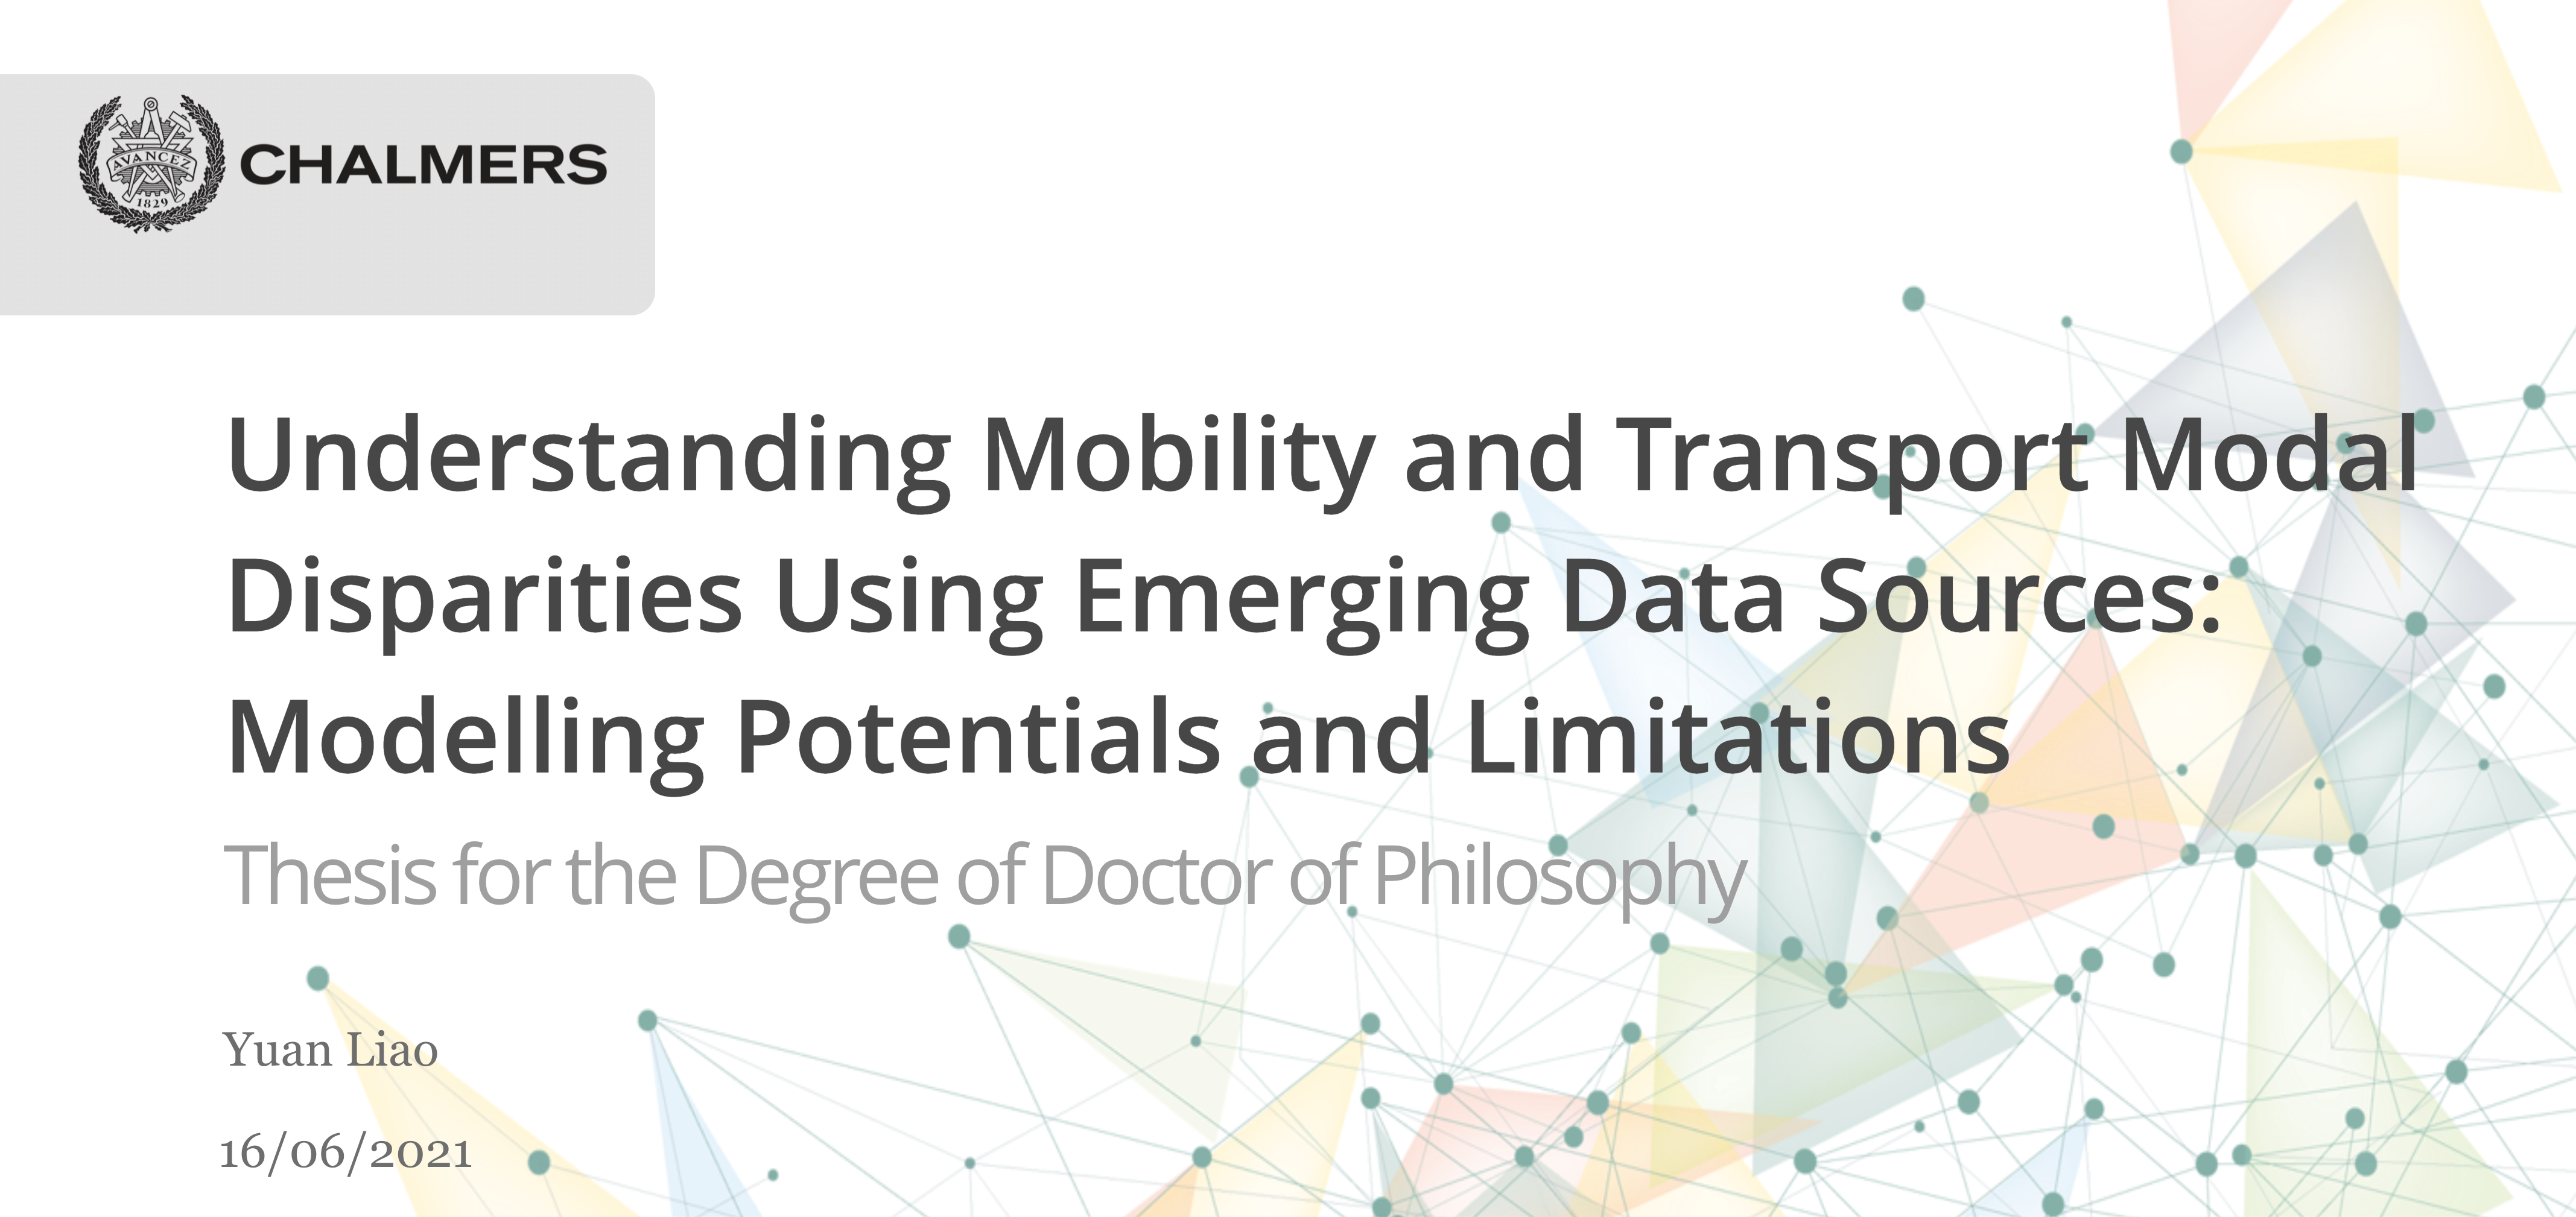 AVANCEZ
1829
CHALMERS
Understanding Mobility and Transport Modal
Disparities Using Emerging Data Sources:
Modelling Potentials and Limitations
Thesis for the Degree of Doctor of Philosophy
Yuan Liao
16/06/2021